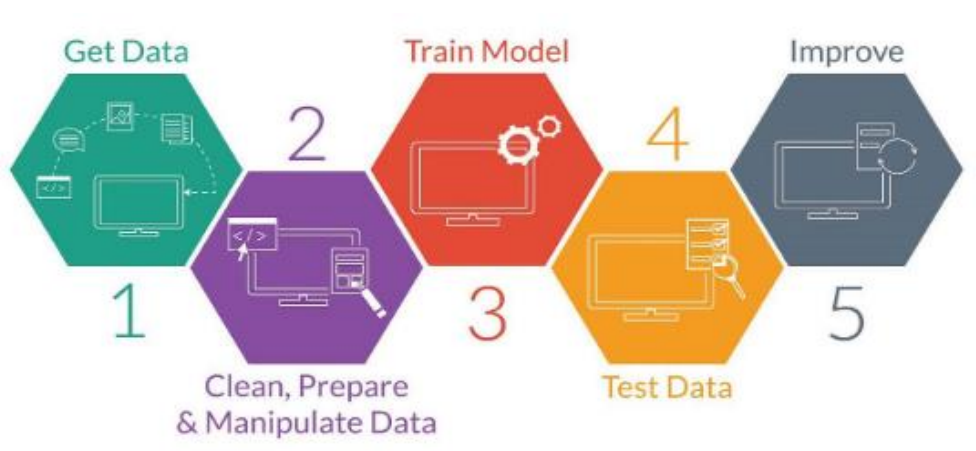 Get Data
1
2
Clean, Prepare
& Manipulate Data
Train Model
3
4
Test Data
Improve
5